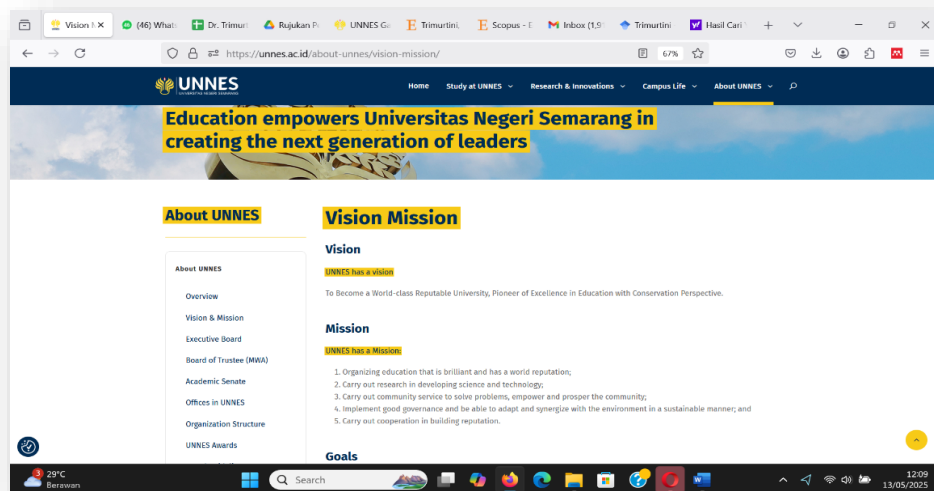 Vision M
(46) Whats
Dr. Trimurt
Rujukan Pe
UNNES Ga
Trimurtini,
Scopus - E
Inbox (1,9
Trimurtini
Hasil Cari
https://unnes.ac.id/about-unnes/vision-mission/
67%
UNNES
UNIVERSITAS NEGERI SEMARANG
Home Study at UNNES Research & Innovations Campus Life About UNNES
Education empowers Universitas Negeri Semarang in
creating the next generation of leaders
About UNNES
About UNNES
Overview
Vision & Mission
Executive Board
Board of Trustee (MWA)
Academic Senate
Offices in UNNES
Organization Structure
UNNES Awards
Vision Mission
Vision
UNNES has a vision
To Become a World-class Reputable University, Pioneer of Excellence in Education with Conservation Perspective.
Mission
UNNES has a Mission:
1. Organizing education that is brilliant and has a world reputation;
2. Carry out research in developing science and technology;
3. Carry out community service to solve problems, empower and prosper the community;
4. Implement good governance and be able to adapt and synergize with the environment in a sustainable manner; and
5. Carry out cooperation in building reputation.
Goals
3
29°C
Berawan
Search
12:09
13/05/2025